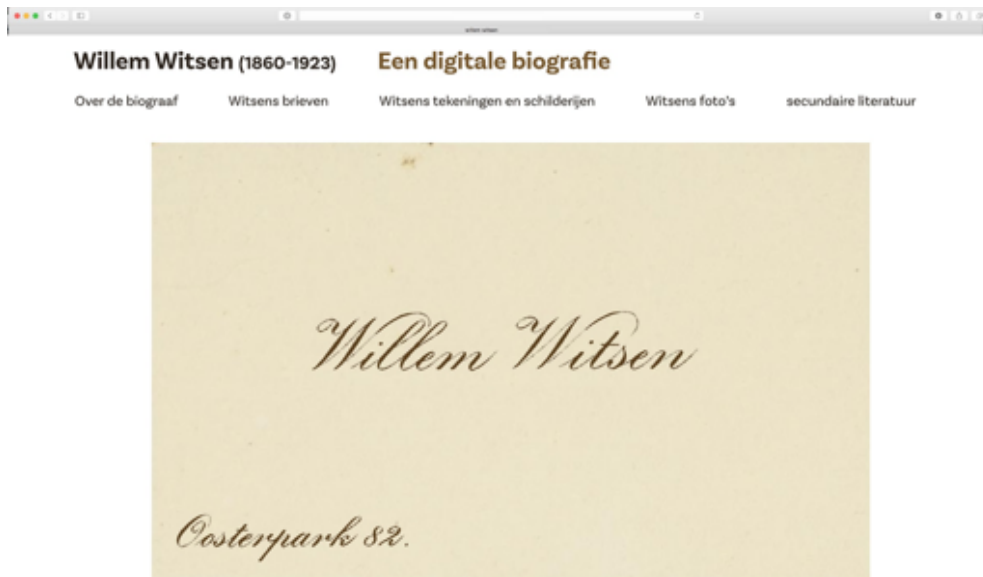 Willem Witsen (1860-1923) Een digitale biografie
Over de biograaf Witsens brieven Witsens tekeningen en schilderijen Witsens foto's secundaire literatuur
Willem Witsen
Oosterpark 82.